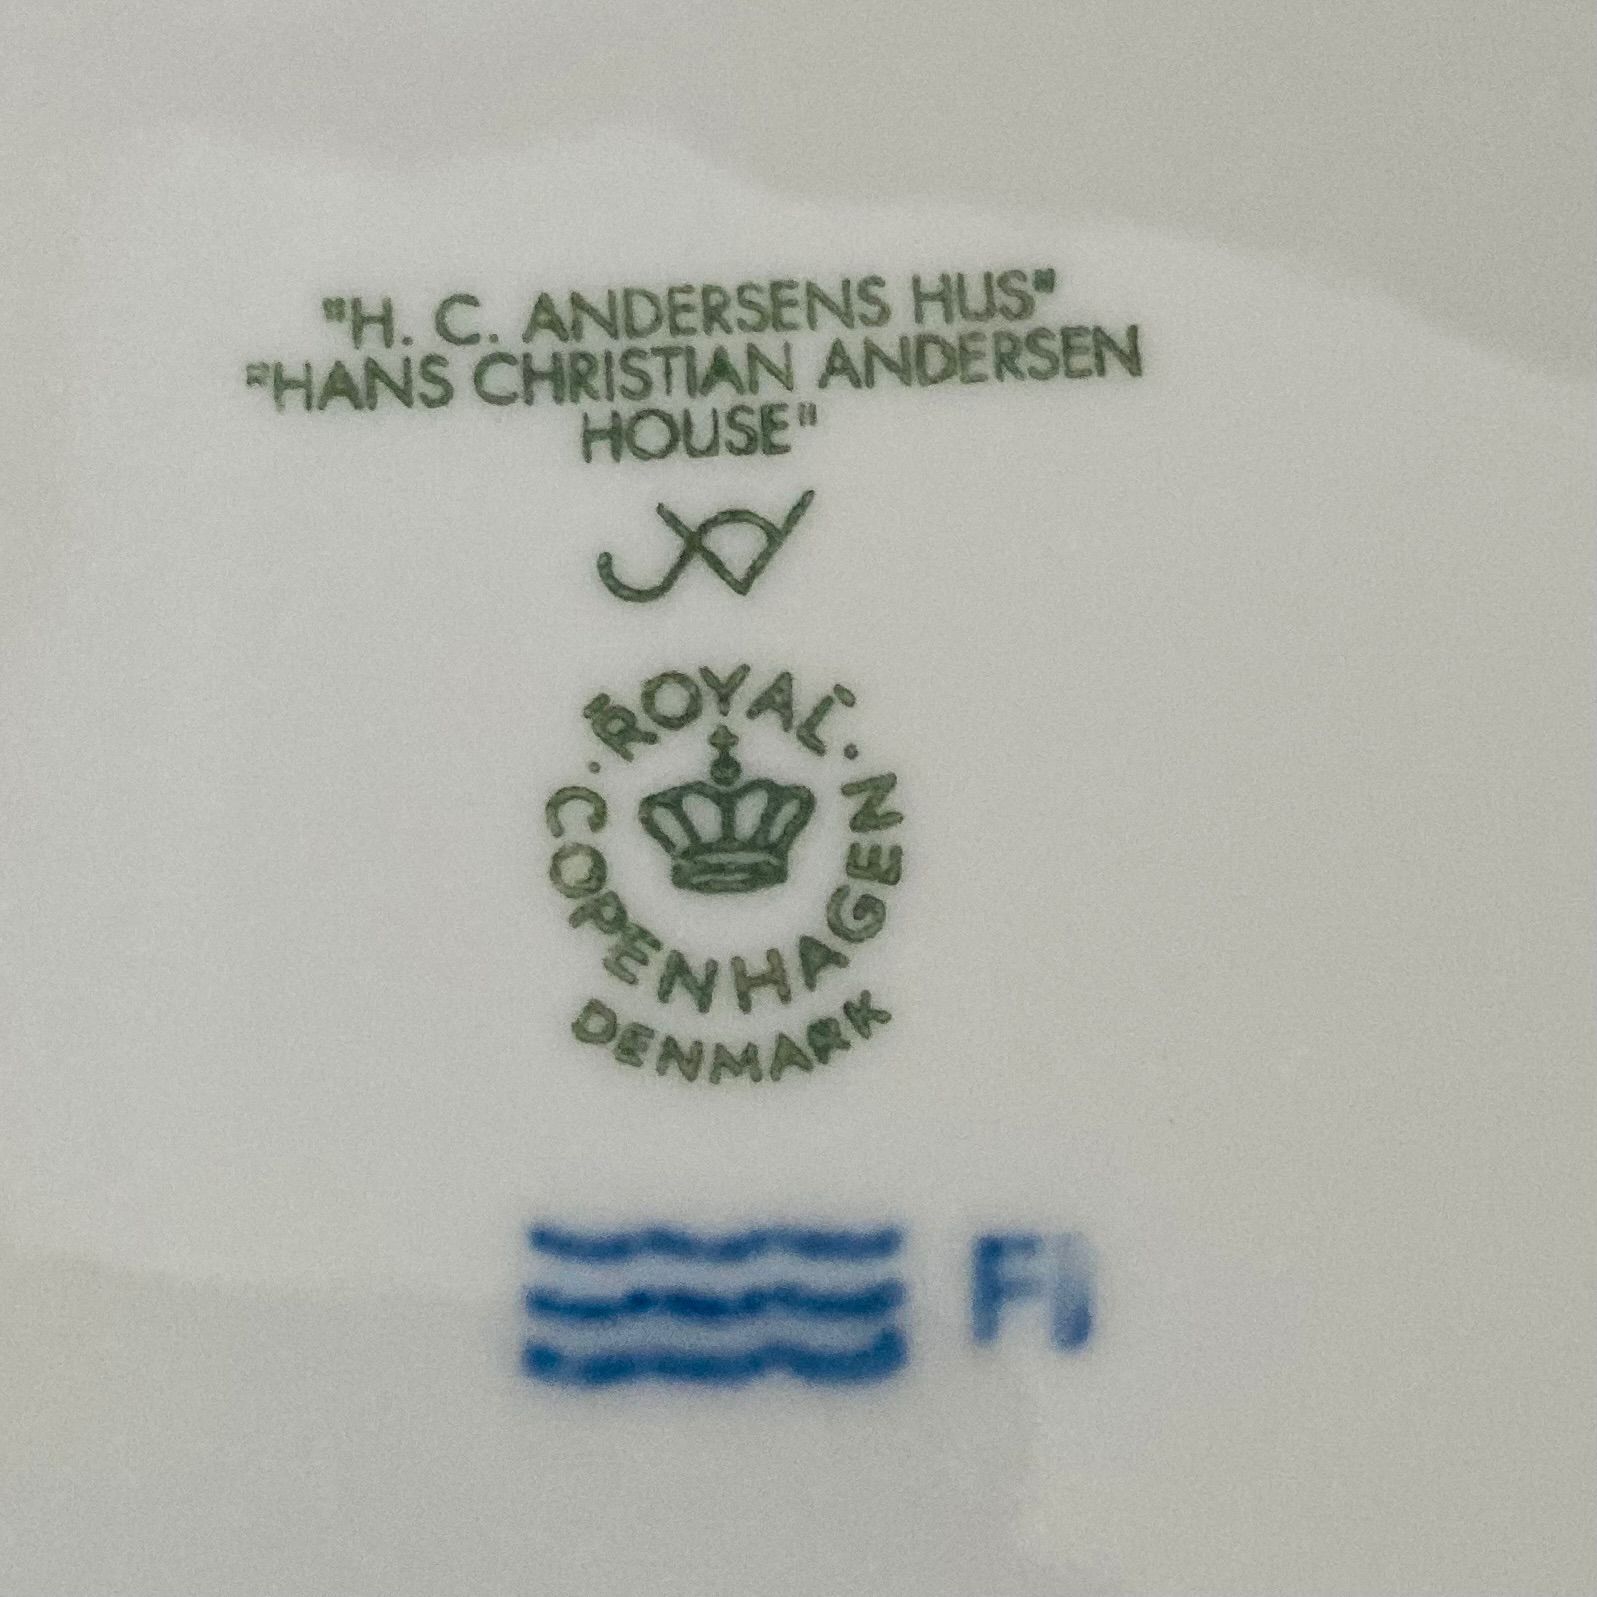 "H. C. ANDERSENS HUS"
"HANS CHRISTIAN ANDERSEN
HOUSE"
ROYAL
COPENHAGEN
DENMARK